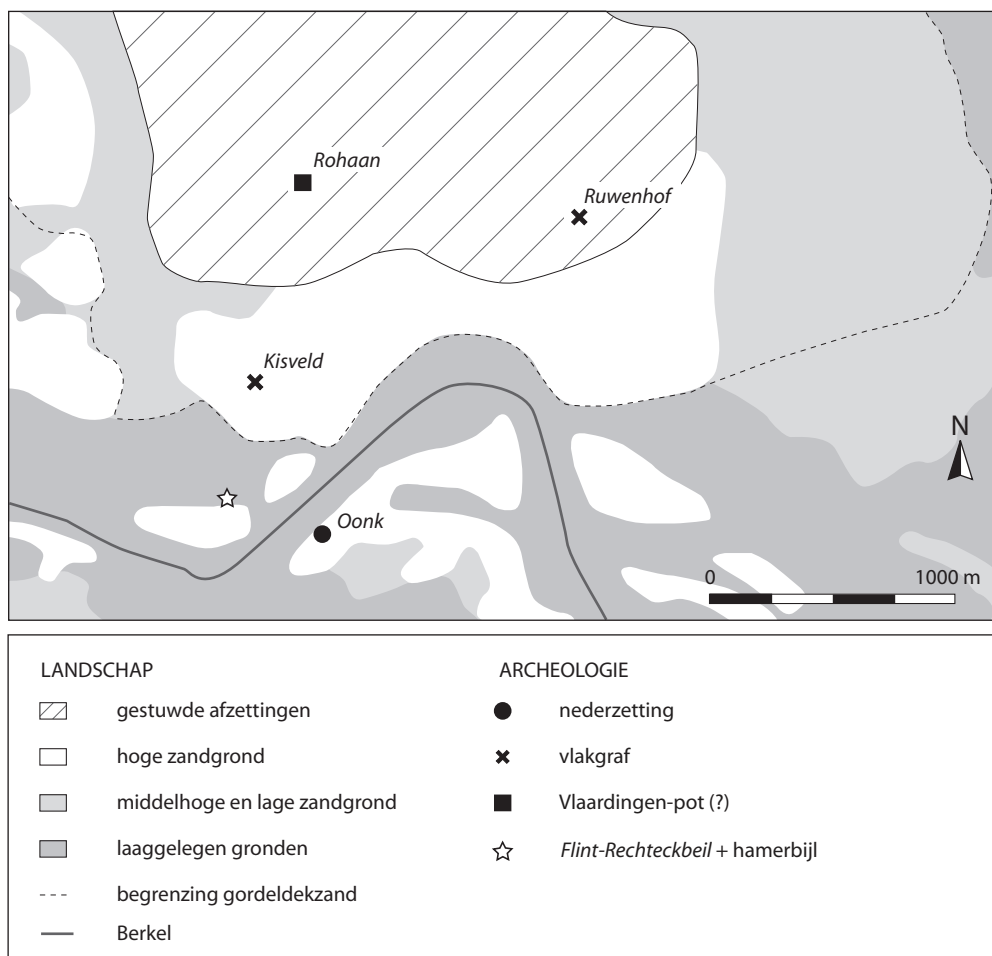 Rohaan
Ruwenhof
Kisveld
N
Oonk
0 1000 m
LANDSCHAP
gestuwde afzettingen
hoge zandgrond
middelhoge en lage zandgrond
laaggelegen gronden
begrenzing gordeldekzand
Berkel
ARCHEOLOGIE
nederzetting
vlakgraf
Vlaardingen-pot (?)
Flint-Rechteckbeil + hamerbijl